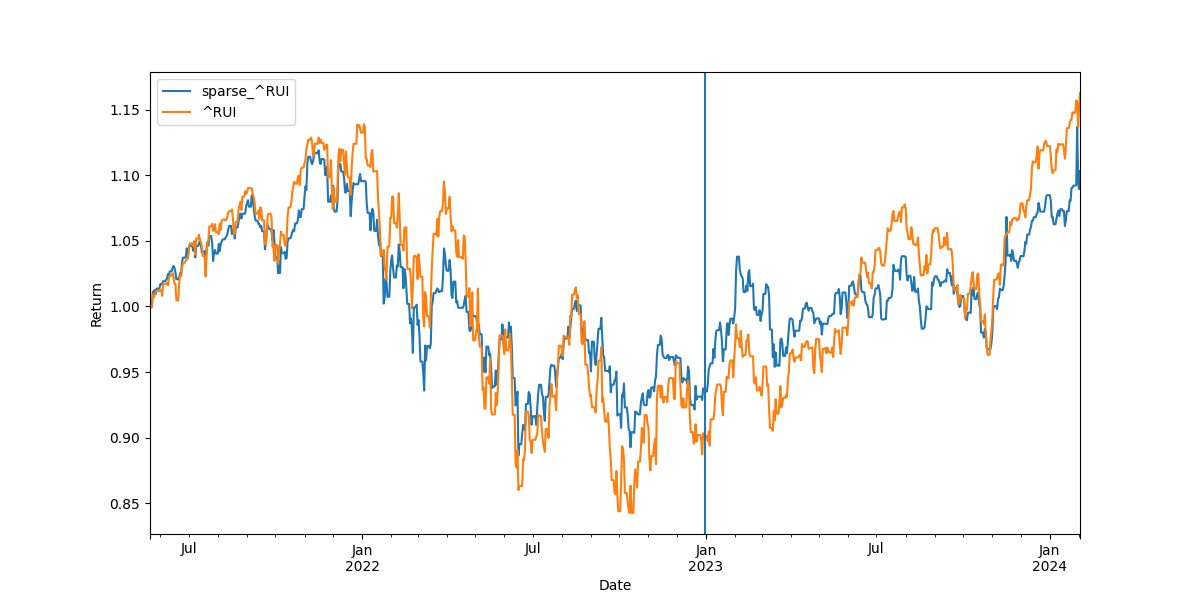 sparse_^RUI
^RUI
1.15
1.10
1.05
1.00
0.95
0.90
0.85
Return
Jul
Jan
2022
Jul
Jan
2023
Jul
Jan
2024
Date